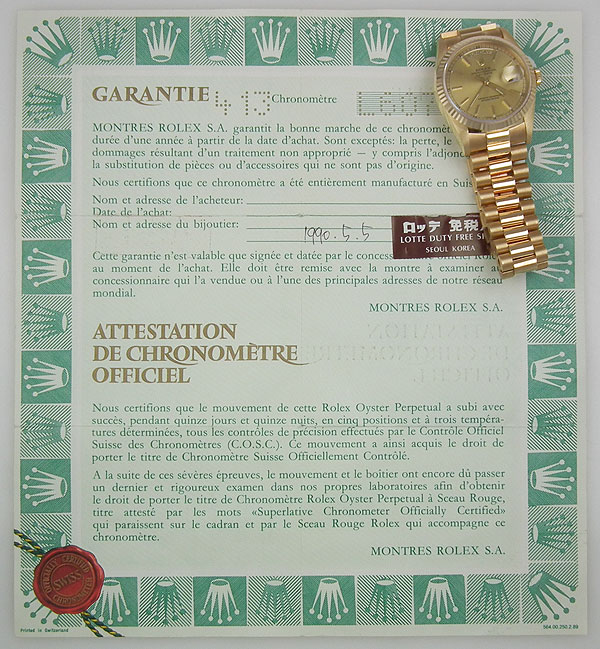 GARANTIE 413 Chronomètre
MONTRES ROLEX S.A. garantit la bonne marche de ce chronomèt
durée d'une année à partir de la date d'achat. Sont exceptés: la perte, le
dommages résultant d'un traitement non approprié — y compris l'adjonc
la substitution de pièces ou d'accessoires qui ne sont pas d'origine.
Nous certifions que ce chronomètre a été entièrement manufacturé en Suis
Nom et adresse de l'acheteur:
Date de l'achat:
Nom et adresse du bijoutier:
1990.5.5
ロッテ 免税
LOTTE DUTY FREE
SEOUL KOREA
Cette garantie n'est valable que signée et datée par le concess
au moment de l'achat. Elle doit être remise avec la montre à examiner au
concessionnaire qui l'a vendue ou à l'une des principales adresses de notre réseau
mondial.
MONTRES ROLEX S.A.
ATTESTATION
DE CHRONOMÈTRE
OFFICIEL
Nous certifions que le mouvement de cette Rolex Oyster Perpetual a subi avec
succès, pendant quinze jours et quinze nuits, en cinq positions et à trois tempéra-
tures déterminées, tous les contrôles de précision effectués par le Contrôle Officiel
Suisse des Chronomètres (C.O.S.C.). Ce mouvement a ainsi acquis le droit de
porter le titre de Chronomètre Suisse Officiellement Contrôlé.
A la suite de ces sévères épreuves, le mouvement et le boîtier ont encore dû passer
un dernier et rigoureux examen dans nos propres laboratoires afin d'obtenir
le droit de porter le titre de Chronomètre Rolex Oyster Perpetual à Sceau Rouge,
titre attesté par les mots «Superlative Chronometer Officially Certified»
qui paraissent sur le cadran et par le Sceau Rouge Rolex qui accompagne ce
chronomètre.
MONTRES ROLEX S.A.
SWISS
Printed in Switzerland
564.00.250.2.89